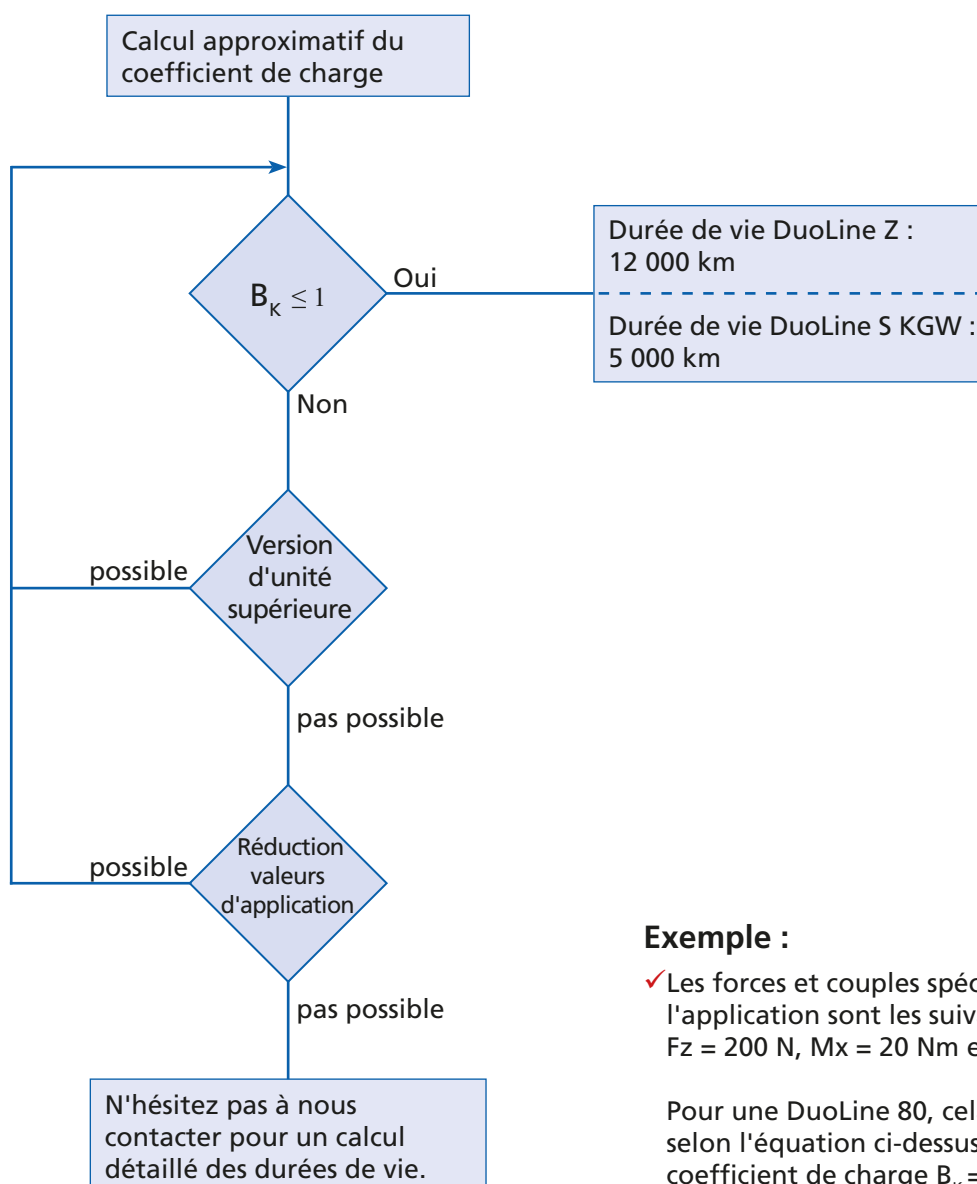 Calcul approximatif du
coefficient de charge
B_K ≤ 1
Oui
Durée de vie DuoLine Z :
12 000 km
Durée de vie DuoLine S KGW :
5 000 km
Non
Version
d'unité
supérieure
possible
pas possible
Réduction
valeurs
d'application
possible
pas possible
N'hésitez pas à nous
contacter pour un calcul
détaillé des durées de vie.
Exemple :
✓Les forces et couples
l'application sont les
Fz = 200 N, Mx = 20 Nm
Pour une DuoLine 80,
selon l'équation ci-dessus
coefficient de charge B_K =